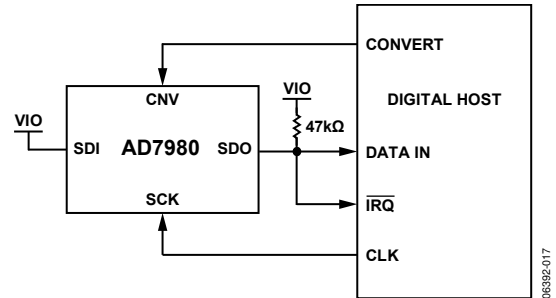 CONVERT
VIO
CNV
VIO
DIGITAL HOST
47kΩ
SDI
AD7980
SDO
DATA IN
SCK
IRQ
CLK
06392-017